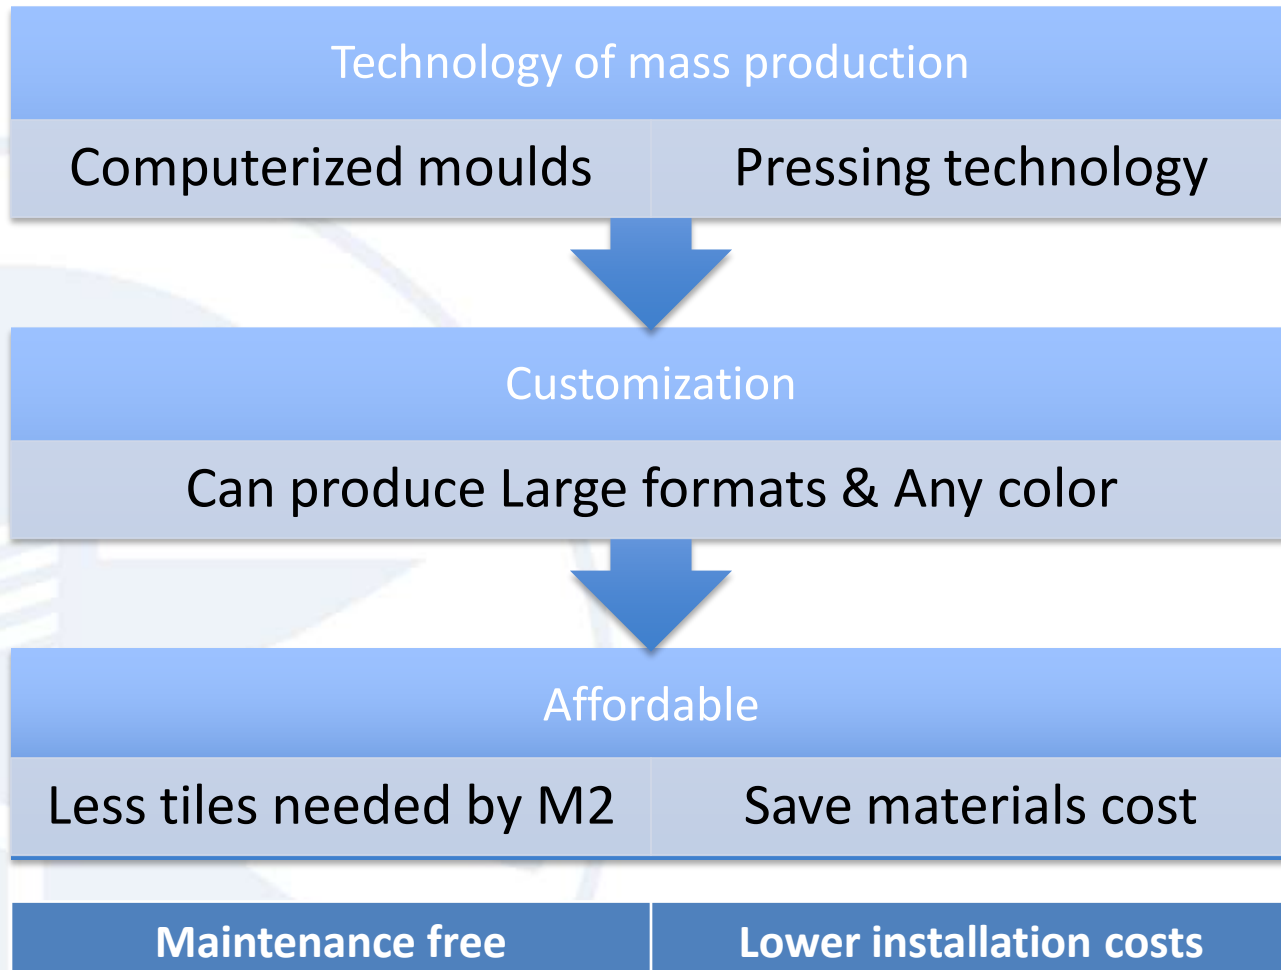 Technology of mass production
Computerized moulds
Pressing technology
Customization
Can produce Large formats & Any color
Affordable
Less tiles needed by M2
Save materials cost
Maintenance free
Lower installation costs